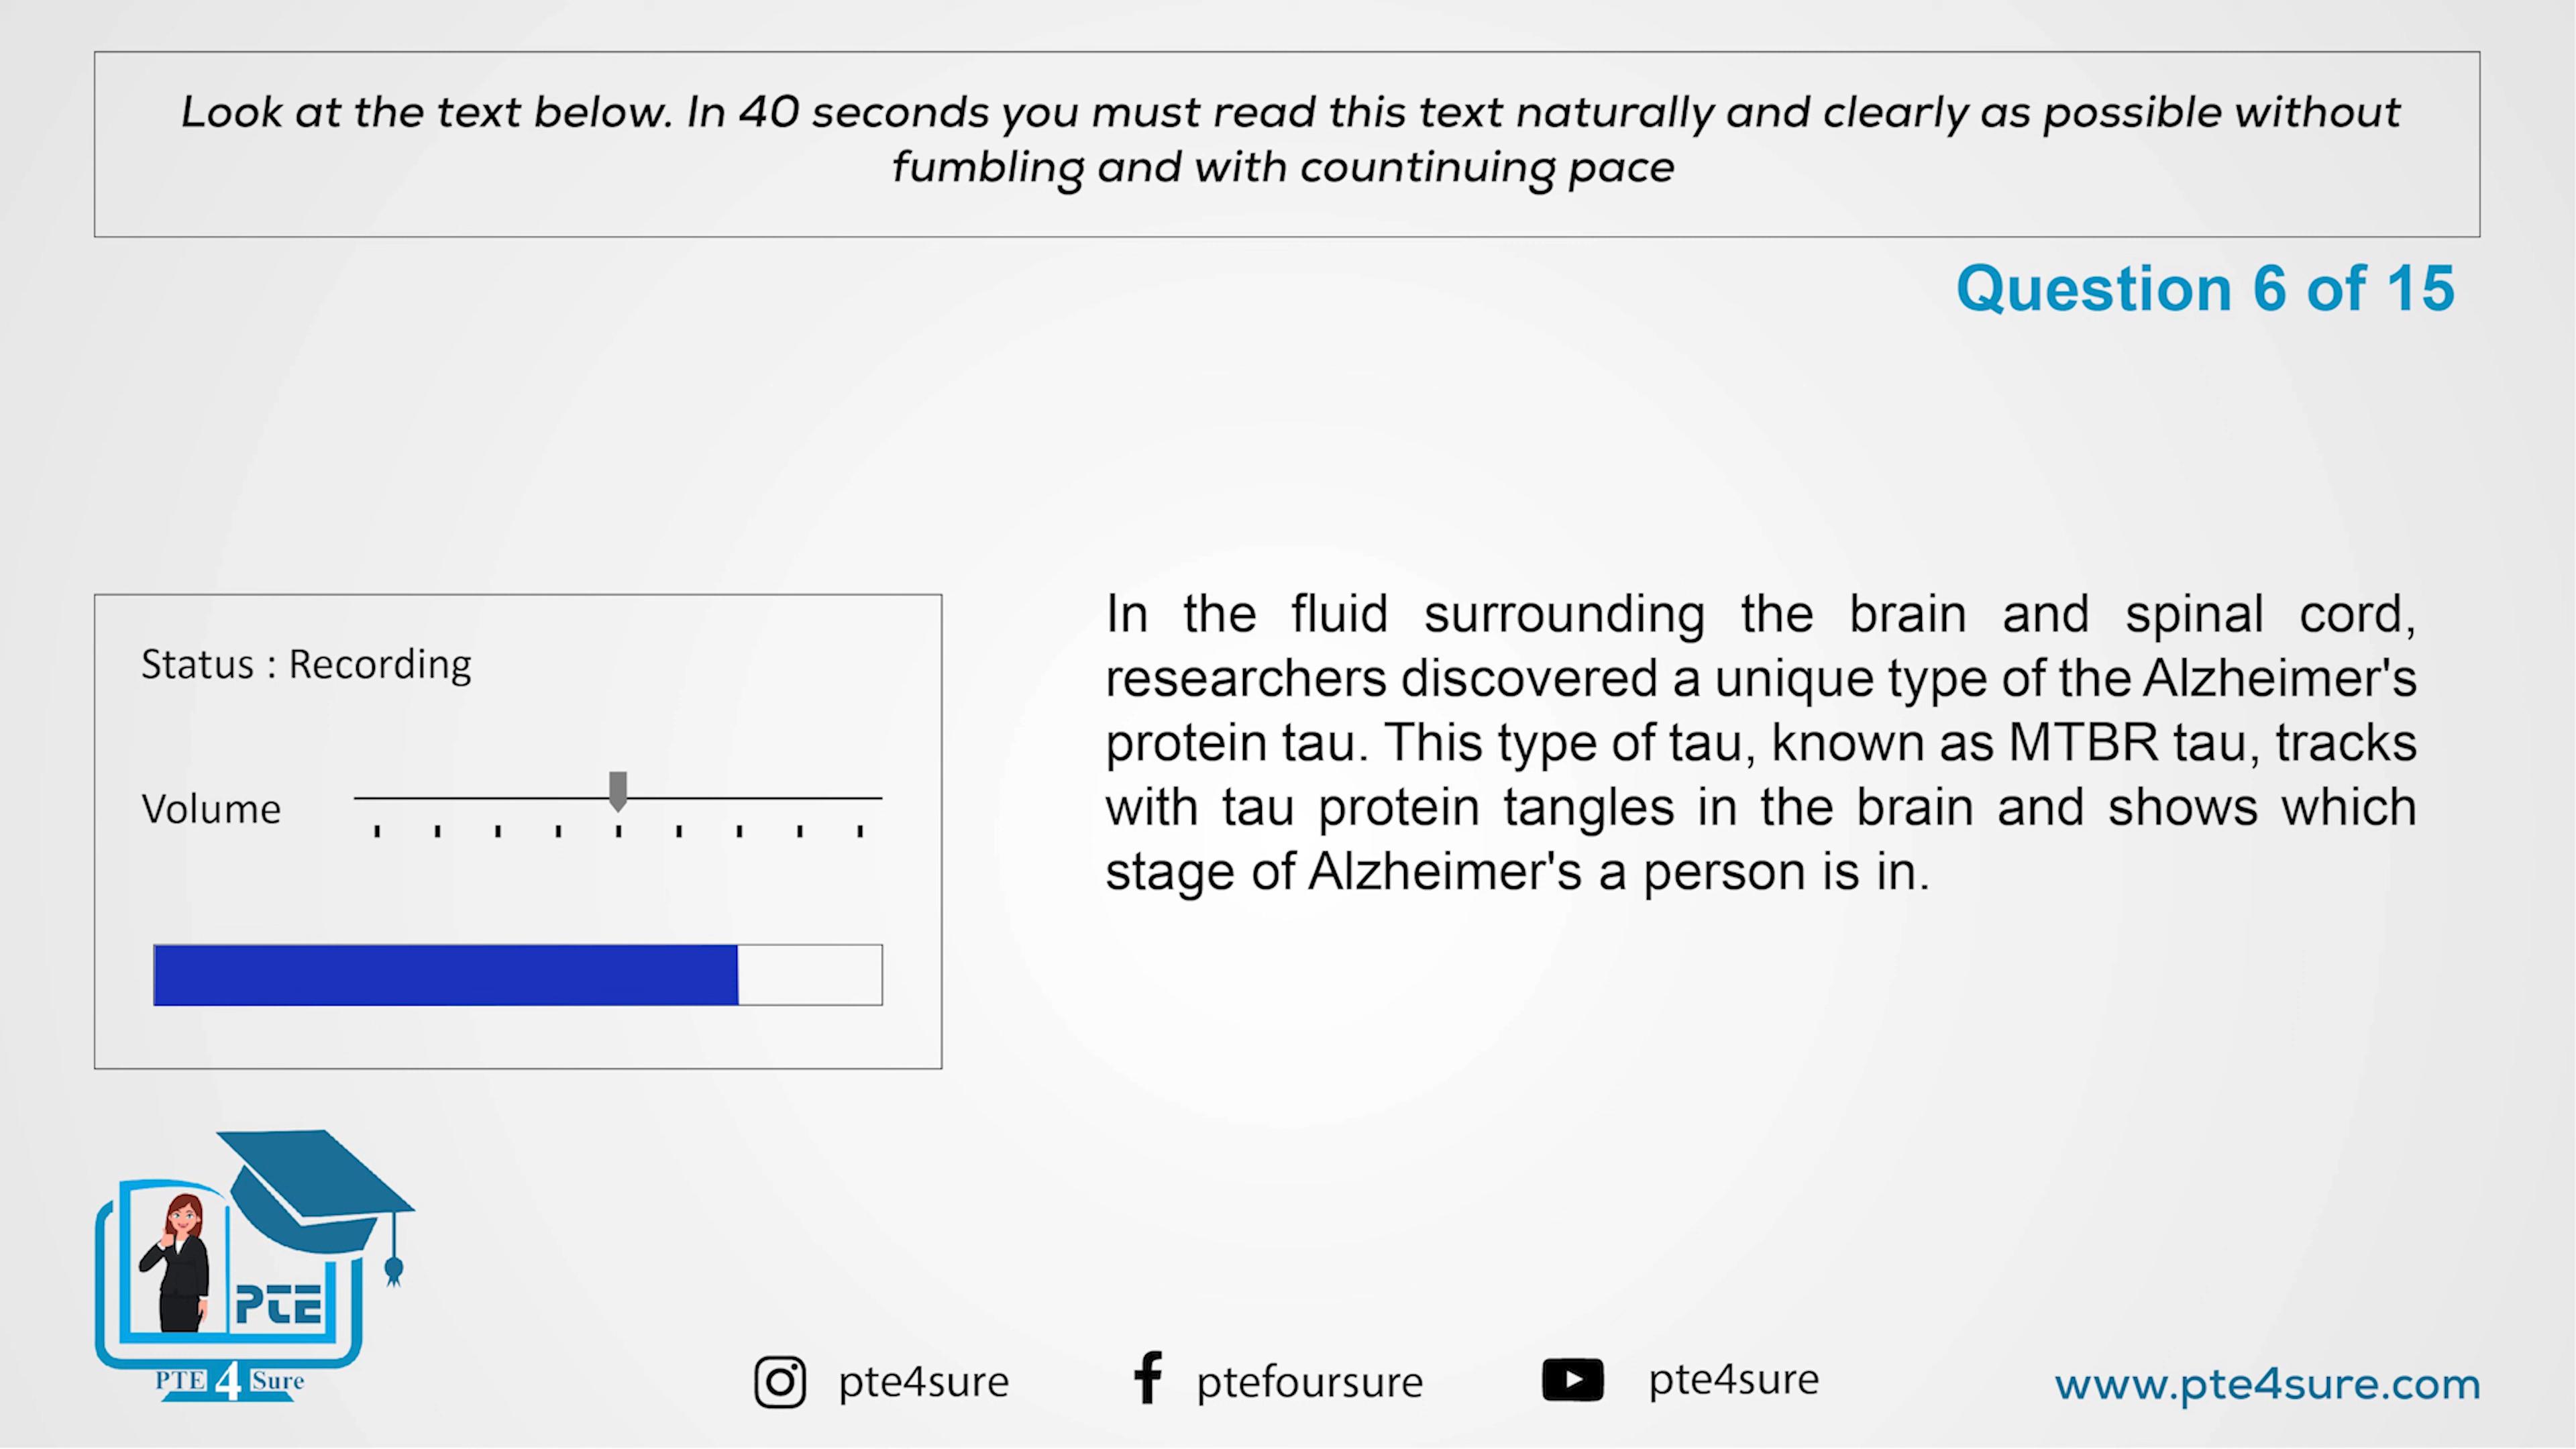 Look at the text below. In 40 seconds you must read this text naturally and clearly as possible without
fumbling and with countinuing pace
Question 6 of 15
Status : Recording
Volume
In the fluid surrounding the brain and spinal cord,
researchers discovered a unique type of the Alzheimer's
protein tau. This type of tau, known as MTBR tau, tracks
with tau protein tangles in the brain and shows which
stage of Alzheimer's a person is in.
PTE
PTE 4 Sure
pte4sure
ptefoursure
pte4sure
www.pte4sure.com